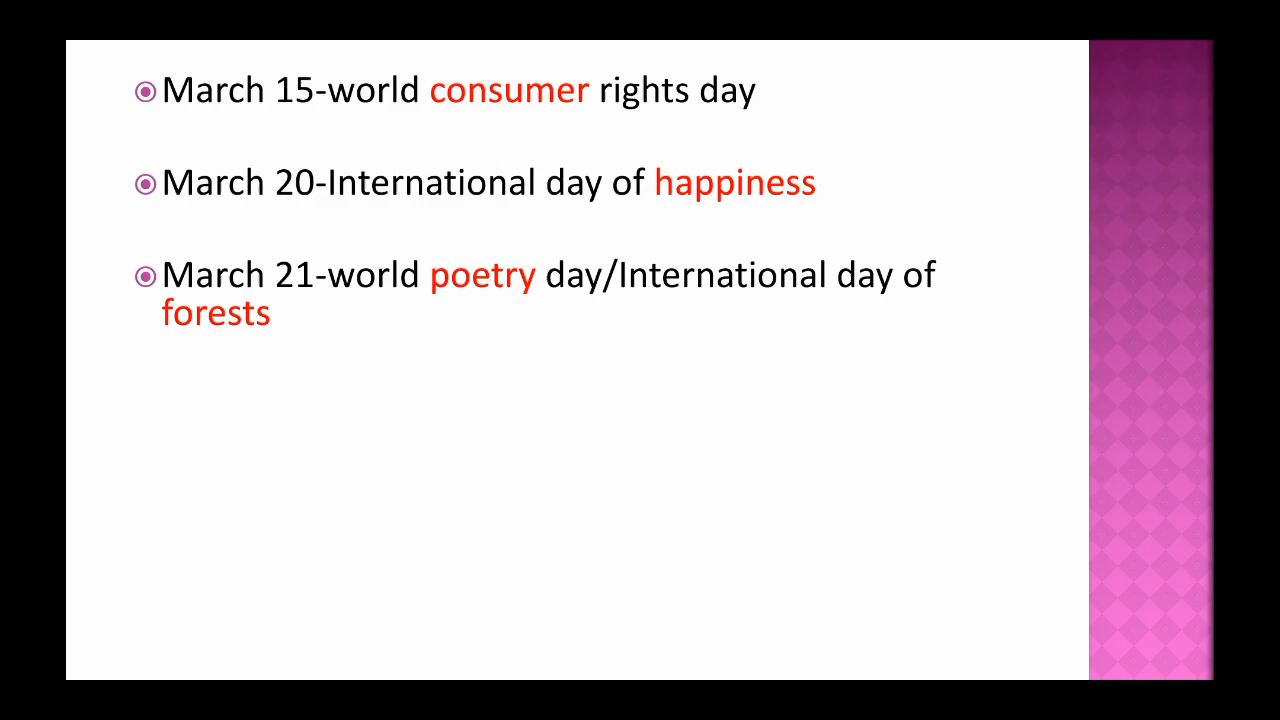 March 15-world consumer rights day
March 20-International day of happiness
March 21-world poetry day/International day of
forests